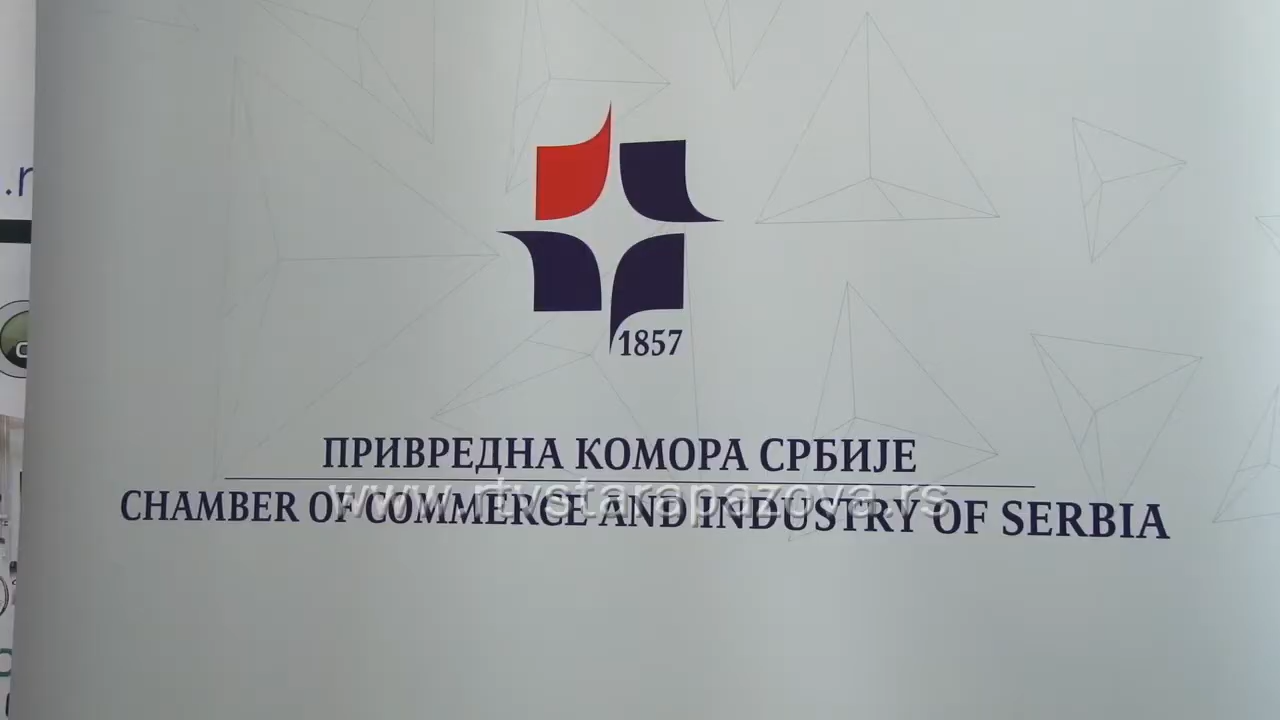 1857
ПРИВРЕДНА КОМОРА СРБИЈЕ
www.rtvstarapazova.rs
CHAMBER OF COMMERCE AND INDUSTRY OF SERBIA